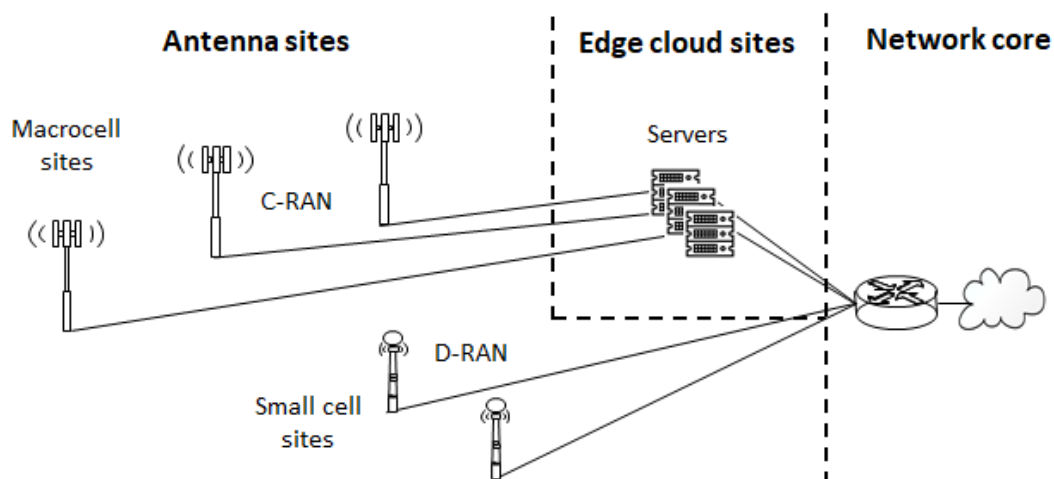 Antenna sites
Edge cloud sites
Network core
Macrocell
sites
C-RAN
Servers
D-RAN
Small cell
sites